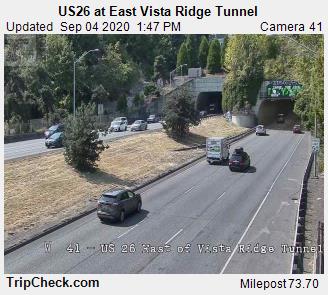 US26 at East Vista Ridge Tunnel
Updated Sep 04 2020 1:47 PM Camera 41
V 41 - US 26 East of Vista Ridge Tunnel
TripCheck.com Milepost 73.70